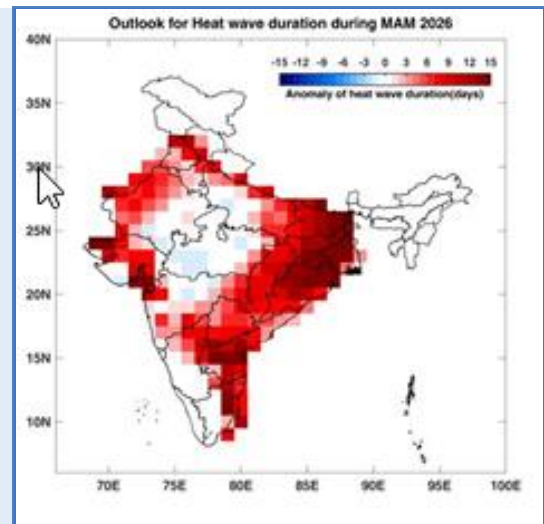 Outlook for Heat wave duration during MAM 2026
40N
-15 -12 -9 -6 -3 0 3 6 9 12 15
Anomaly of heat wave duration(days)
35N
30N
25N
20N
15N
10N
70E 75E 80E 85E 90E 95E 100E